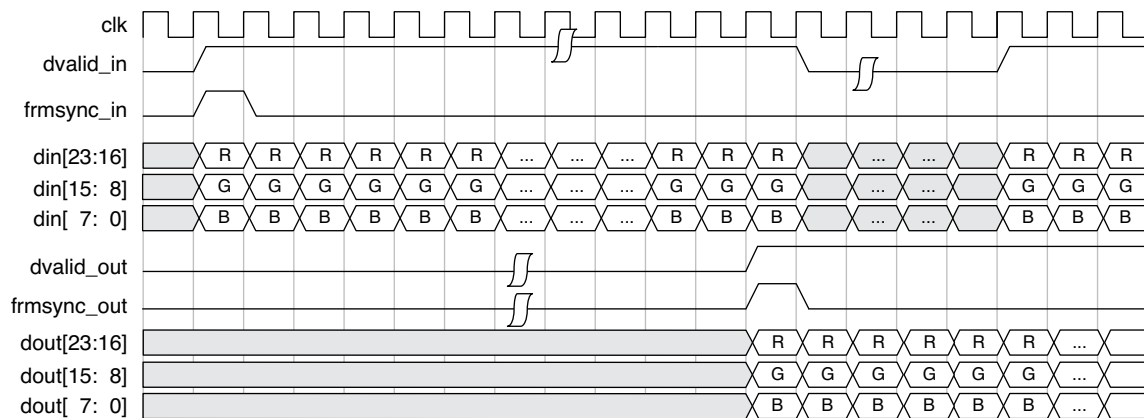 clk
dvalid_in
frmsync_in
din[23:16] R R R R R R ... ... ... R R R ... ... R R R
din[15: 8] G G G G G G ... ... ... G G G ... ... G G G
din[ 7: 0] B B B B B B ... ... ... B B B ... ... B B B
dvalid_out
frmsync_out
dout[23:16] R R R R R R ...
dout[15: 8] G G G G G G ...
dout[ 7: 0] B B B B B B ...